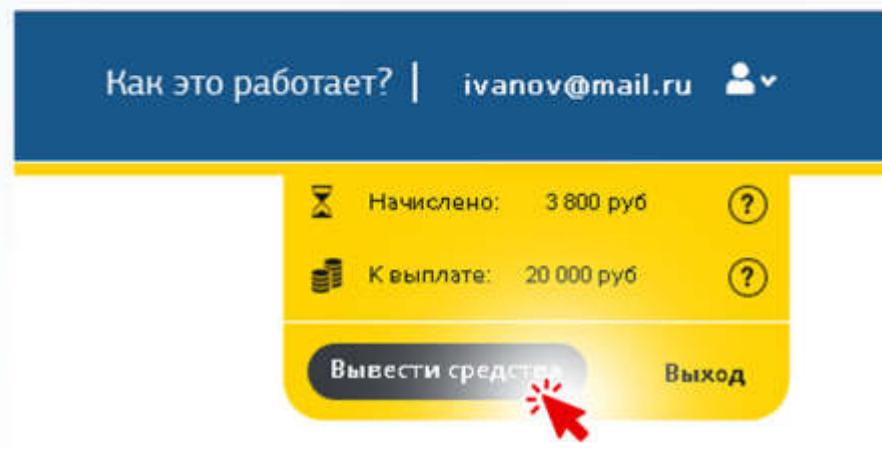 Как это работает? | ivanov@mail.ru
Начислено: 3 800 руб ?
К выплате: 20 000 руб ?
Вывести средства Выход